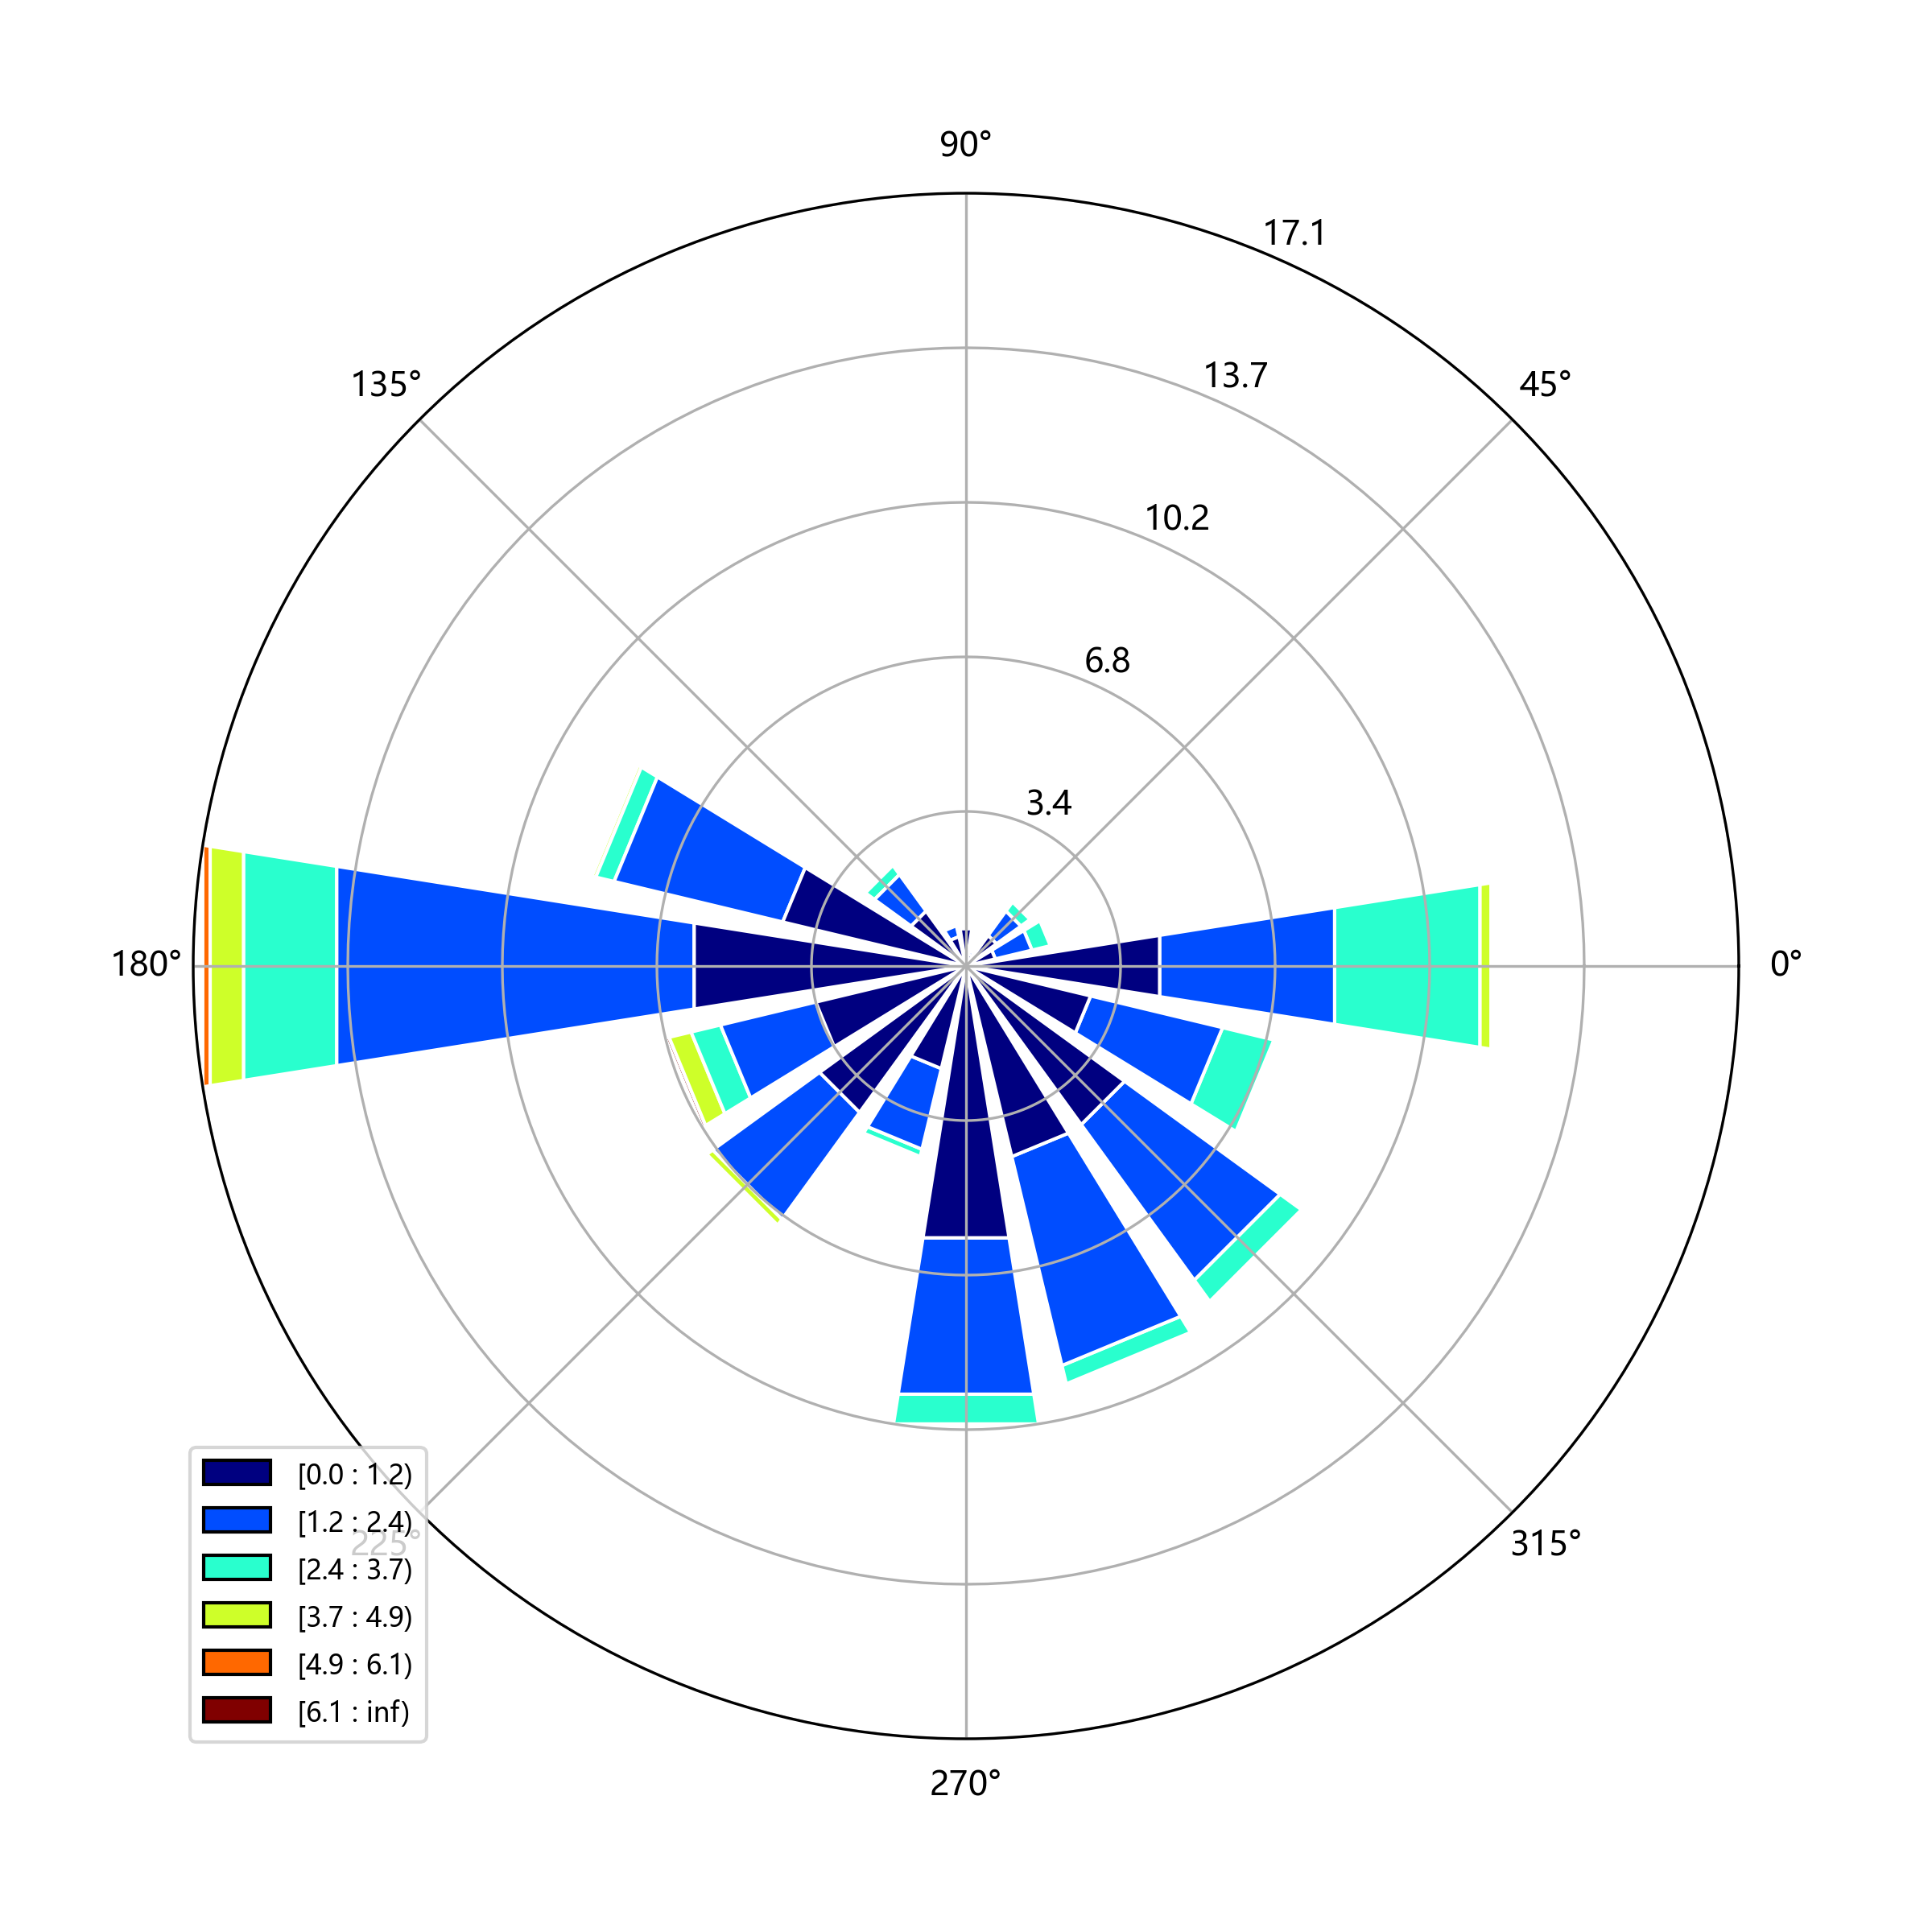 90°
17.1
13.7
135°
45°
10.2
6.8
3.4
180°
0°
[0.0 : 1.2)
[1.2 : 2.4)
225°
315°
[2.4 : 3.7)
[3.7 : 4.9)
[4.9 : 6.1)
[6.1 : inf)
270°